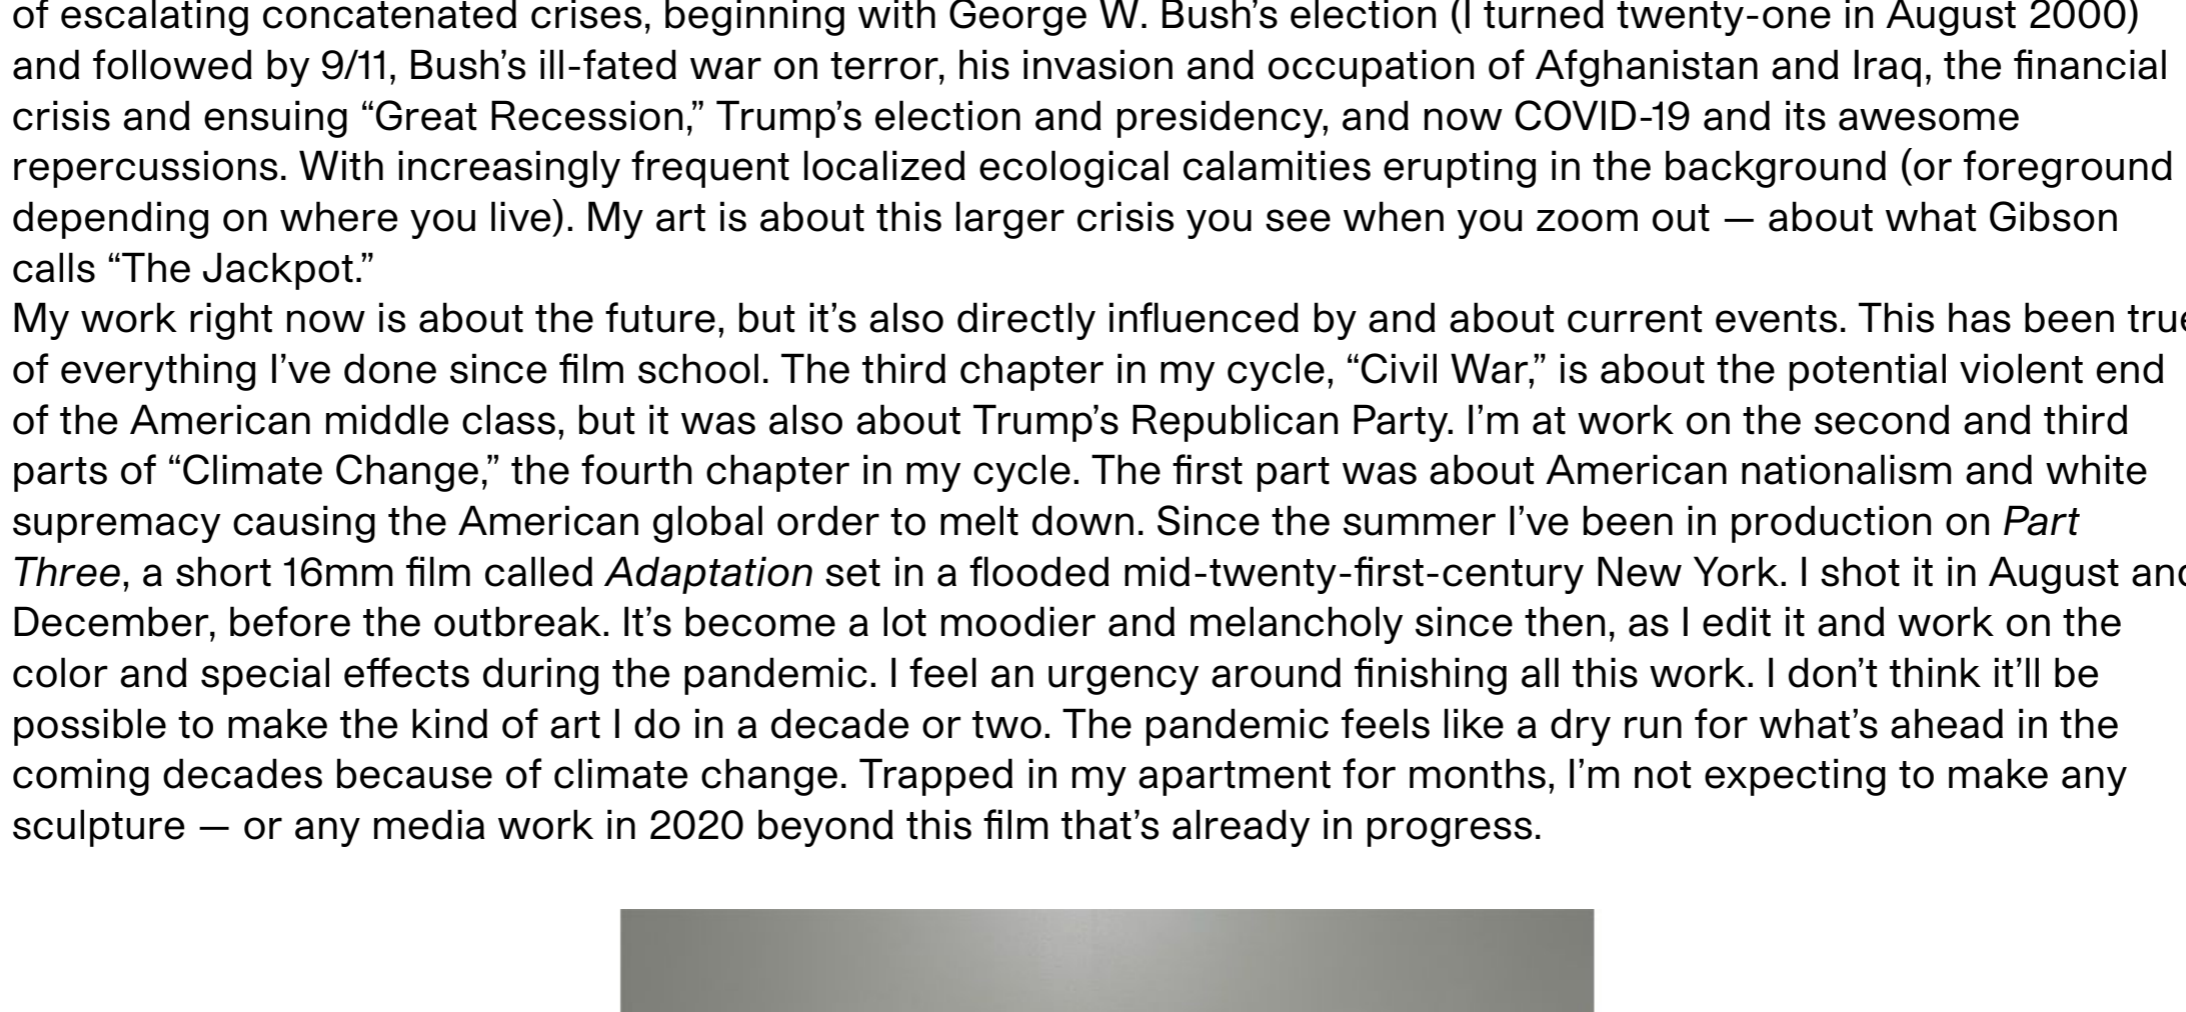 of escalating concatenated crises, beginning with George W. Bush’s election (I turned twenty-one in August 2000)
and followed by 9/11, Bush’s ill-fated war on terror, his invasion and occupation of Afghanistan and Iraq, the financial
crisis and ensuing “Great Recession,” Trump’s election and presidency, and now COVID-19 and its awesome
repercussions. With increasingly frequent localized ecological calamities erupting in the background (or foreground
depending on where you live). My art is about this larger crisis you see when you zoom out — about what Gibson
calls “The Jackpot.”
My work right now is about the future, but it’s also directly influenced by and about current events. This has been true
of everything I’ve done since film school. The third chapter in my cycle, “Civil War,” is about the potential violent end
of the American middle class, but it was also about Trump’s Republican Party. I’m at work on the second and third
parts of “Climate Change,” the fourth chapter in my cycle. The first part was about American nationalism and white
supremacy causing the American global order to melt down. Since the summer I’ve been in production on Part
Three, a short 16mm film called Adaptation set in a flooded mid-twenty-first-century New York. I shot it in August and
December, before the outbreak. It’s become a lot moodier and melancholy since then, as I edit it and work on the
color and special effects during the pandemic. I feel an urgency around finishing all this work. I don’t think it’ll be
possible to make the kind of art I do in a decade or two. The pandemic feels like a dry run for what’s ahead in the
coming decades because of climate change. Trapped in my apartment for months, I’m not expecting to make any
sculpture — or any media work in 2020 beyond this film that’s already in progress.